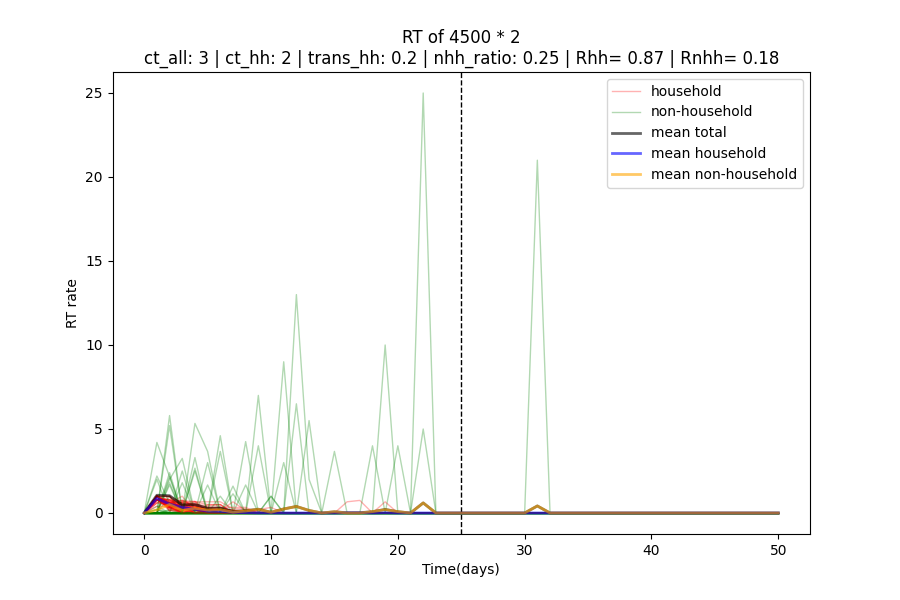 RT of 4500 * 2
ct_all: 3 | ct_hh: 2 | trans_hh: 0.2 | nhh_ratio: 0.25 | Rhh= 0.87 | Rnhh= 0.18
household
non-household
mean total
mean household
mean non-household
RT rate
25
20
15
10
5
0
0 10 20 30 40 50
Time(days)